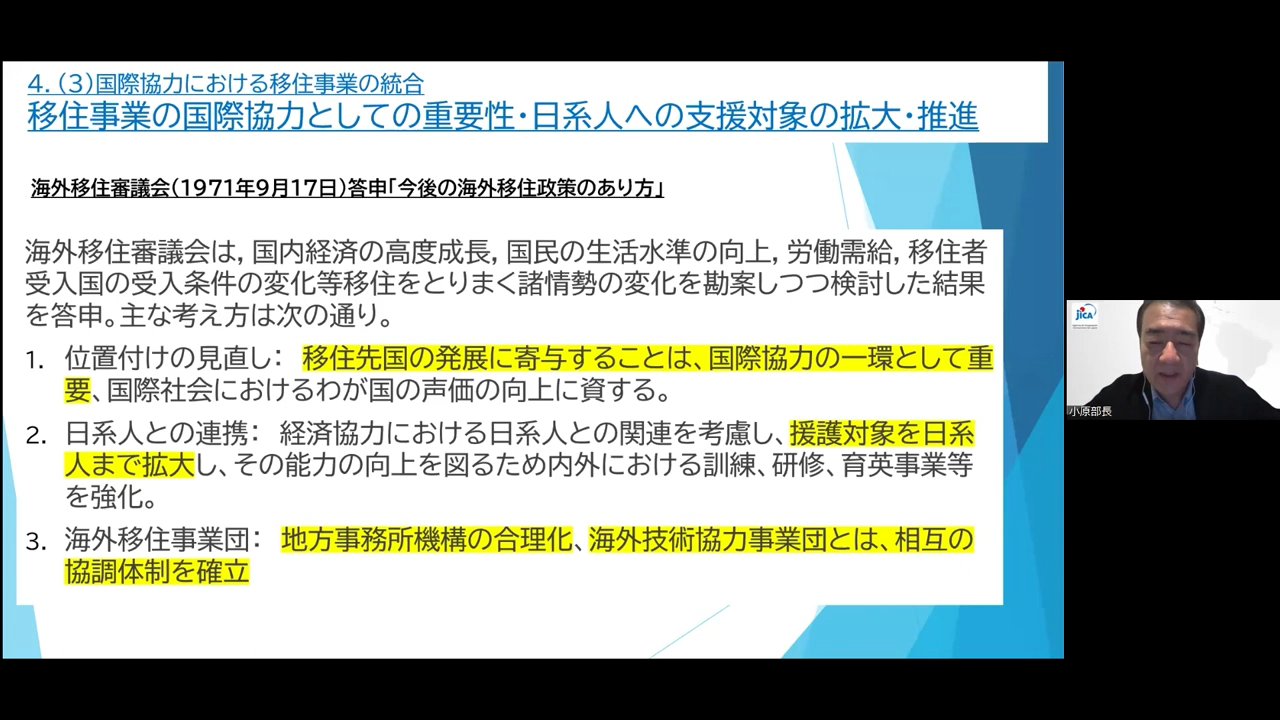 4．（3）国際協力における移住事業の統合
移住事業の国際協力としての重要性・日系人への支援対象の拡大・推進
海外移住審議会（1971年9月17日）答申「今後の海外移住政策のあり方」
海外移住審議会は，国内経済の高度成長，国民の生活水準の向上，労働需給，移住者
受入国の受入条件の変化等移住をとりまく諸情勢の変化を勘案しつつ検討した結果
を答申。主な考え方は次の通り。
1. 位置付けの見直し： 移住先国の発展に寄与することは、国際協力の一環として重
要、国際社会におけるわが国の声価の向上に資する。
2. 日系人との連携： 経済協力における日系人との関連を考慮し、援護対象を日系
人まで拡大し、その能力の向上を図るため内外における訓練、研修、育英事業等
を強化。
3. 海外移住事業団： 地方事務所機構の合理化、海外技術協力事業団とは、相互の
協調体制を確立
JICA
小原部長